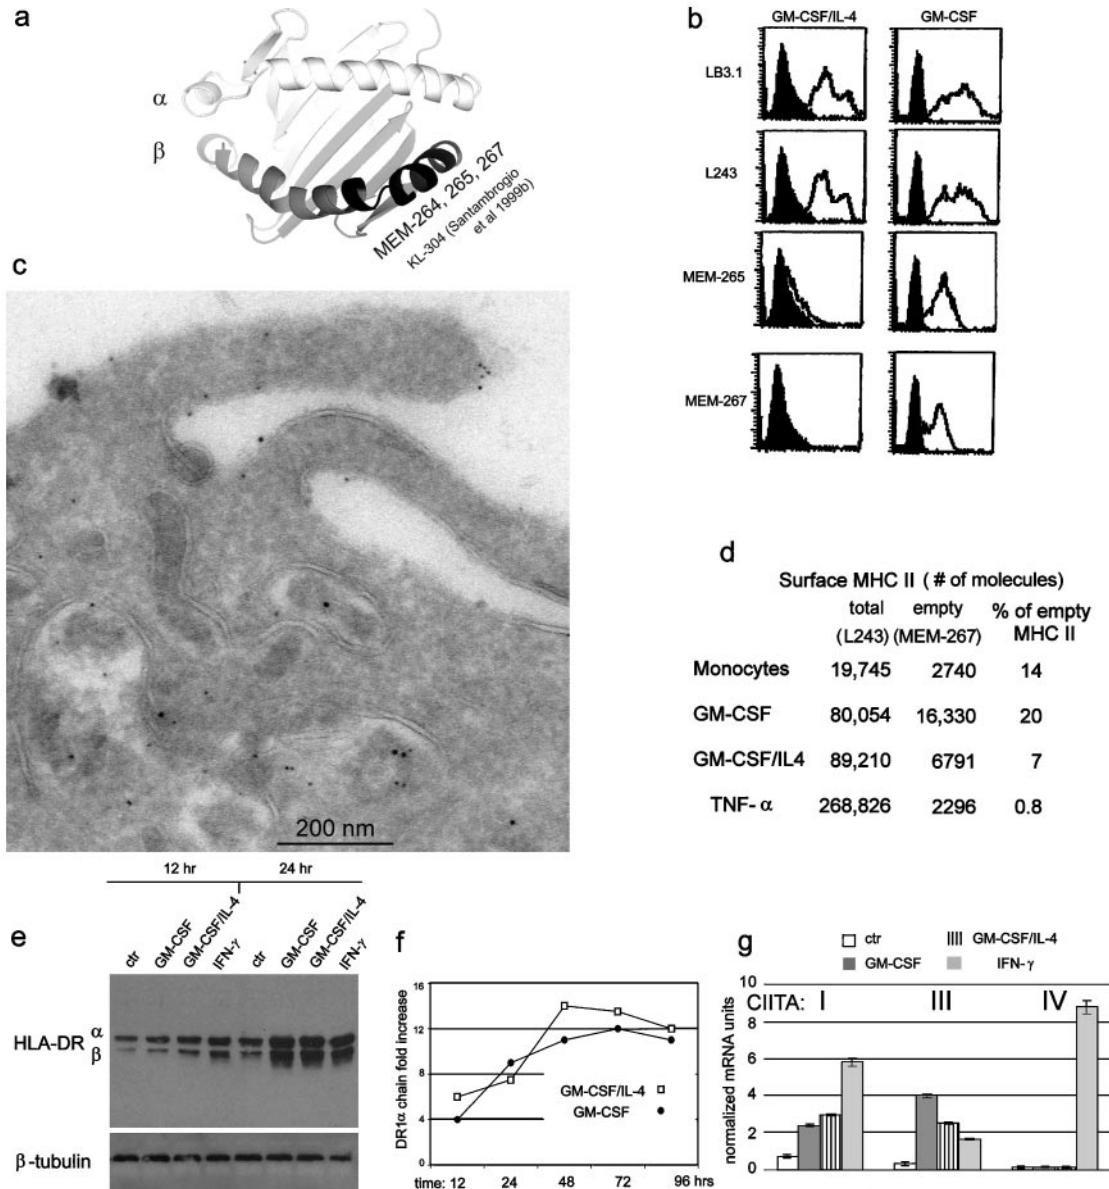 a
α
β
MEM-264, 265, 267
KL-304 (Santambrogio
et al 1999b)
b
GM-CSF/IL-4 GM-CSF
LB3.1
L243
MEM-265
MEM-267
c
200 nm
d
Surface MHC II ( # of molecules)
total empty % of empty
(L243) (MEM-267) MHC II
Monocytes 19,745 2740 14
GM-CSF 80,054 16,330 20
GM-CSF/IL4 89,210 6791 7
TNF- α 268,826 2296 0.8
e
12 hr 24 hr
ctr GM-CSF GM-CSF/IL-4 IFN-γ ctr GM-CSF GM-CSF/IL-4 IFN-γ
HLA-DR α
β
β-tubulin
f
DR1α chain fold increase
16
12
8
4
0
GM-CSF/IL-4
GM-CSF
time: 12 24 48 72 96 hrs
g
ctr GM-CSF/IL-4
GM-CSF IFN-γ
normalized mRNA units
10
8
6
4
2
0
CIITA: I III IV